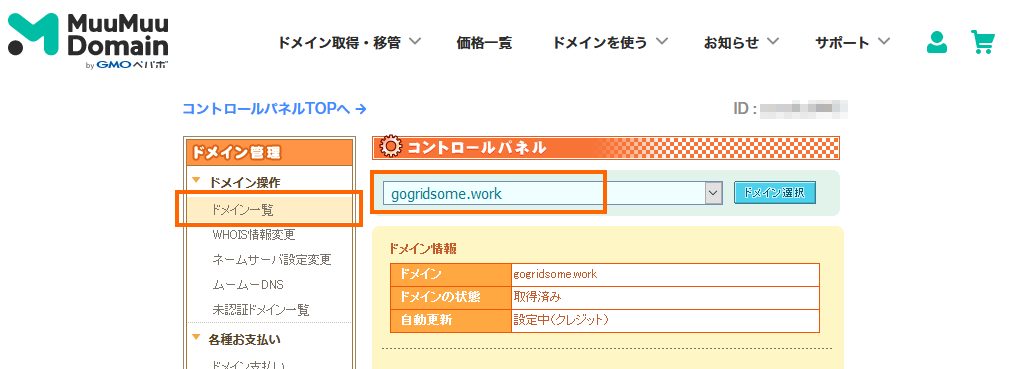 MuuMuu Domain
by GMOペパボ
ドメイン取得・移管 価格一覧 ドメインを使う お知らせ サポート
コントロールパネルTOPへ →
ID :
ドメイン管理
ドメイン操作
ドメイン一覧
WHOIS情報変更
ネームサーバ設定変更
ムームーDNS
未認証ドメイン一覧
各種お支払い
ドメイン支払い
コントロールパネル
gogridsome.work ドメイン選択
ドメイン情報
ドメイン gogridsome.work
ドメインの状態 取得済み
自動更新 設定中(クレジット)